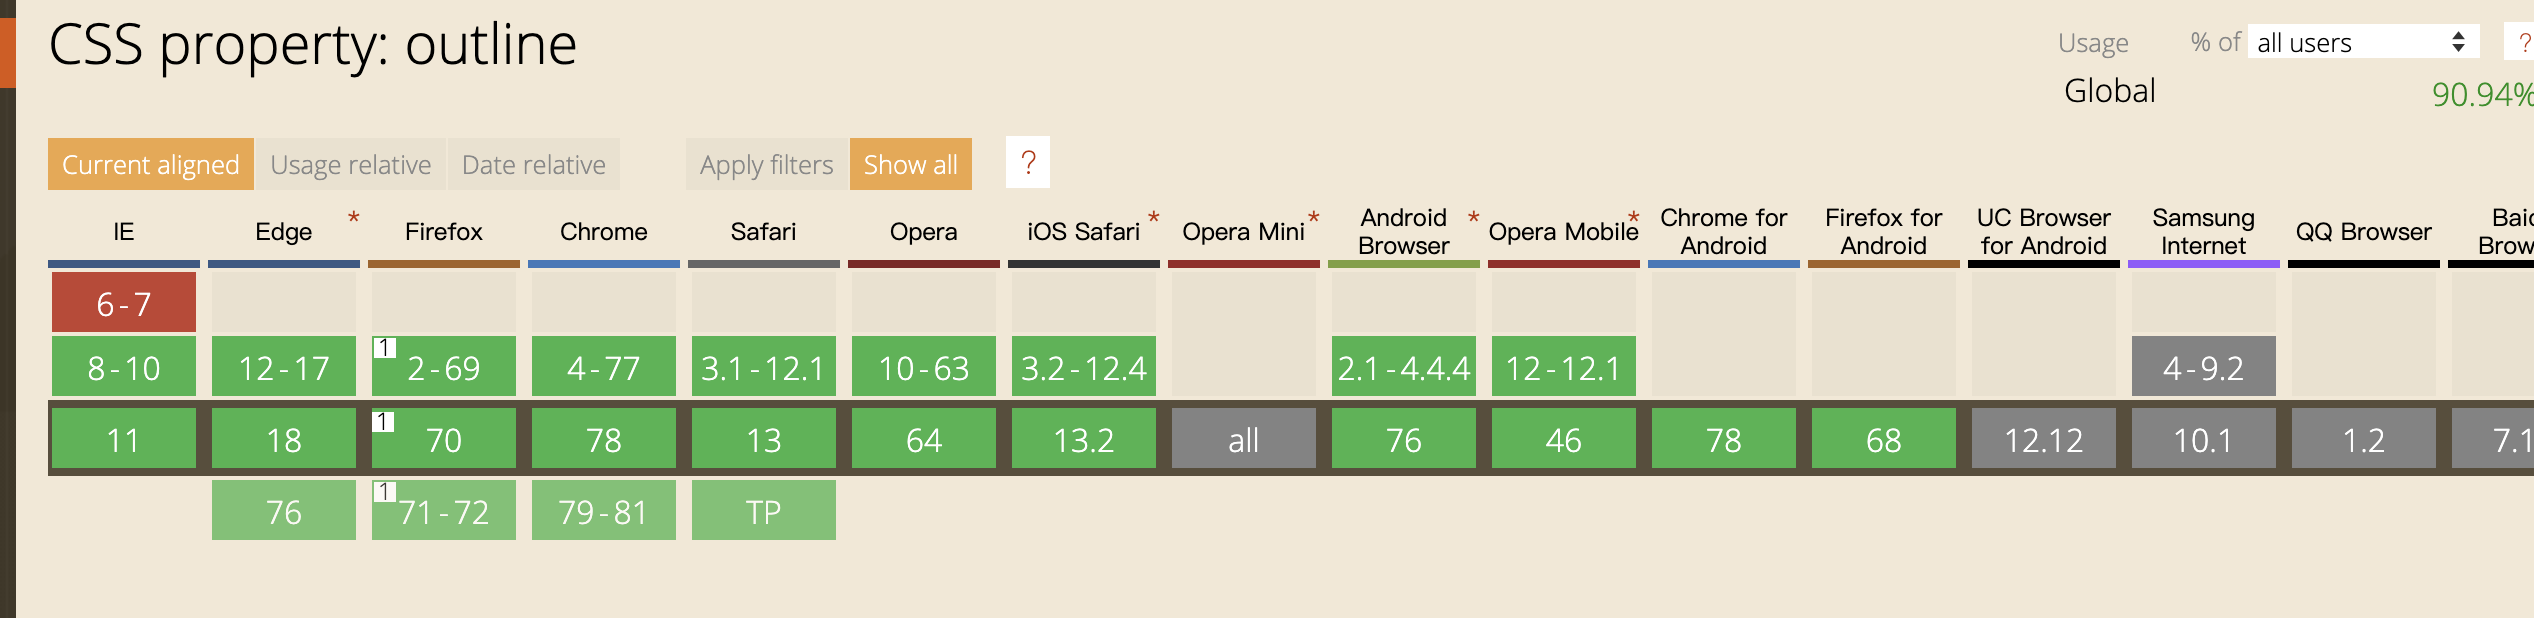 CSS property: outline
Usage % of all users ?
Global 90.94%
Current aligned Usage relative Date relative Apply filters Show all ?
IE Edge * Firefox Chrome Safari Opera iOS Safari * Opera Mini * Android Browser * Opera Mobile * Chrome for Android Firefox for Android UC Browser for Android Samsung Internet QQ Browser
6-7
8-10 12-17 1 2-69 4-77 3.1-12.1 10-63 3.2-12.4 2.1-4.4.4 12-12.1 4-9.2
11 18 1 70 78 13 64 13.2 all 76 46 78 68 12.12 10.1 1.2 7.1
76 1 71-72 79-81 TP